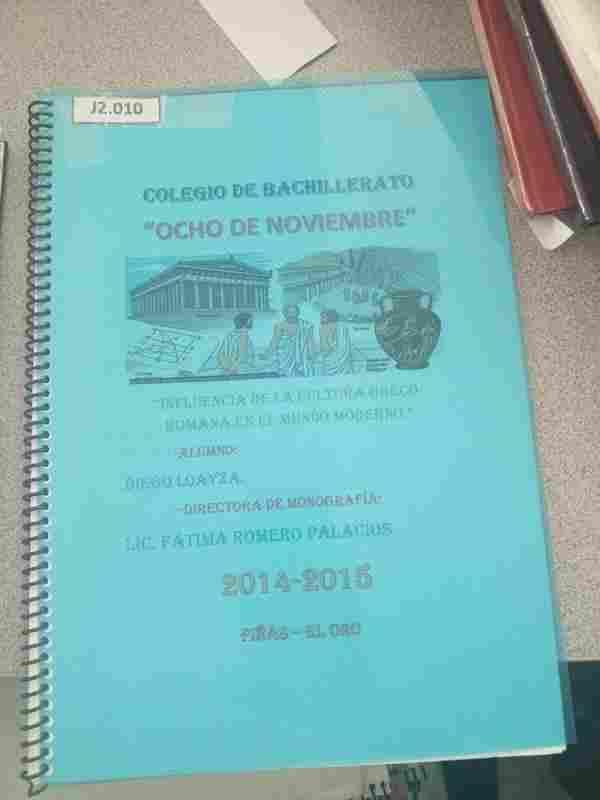 J2.010
COLEGIO DE BACHILLERATO
"OCHO DE NOVIEMBRE"
"INFLUENCIA DE LA CULTURA GRECO
ROMANA EN EL MUNDO MODERNO."
-ALUMNO:
DIEGO LOAYZA.
-DIRECTORA DE MONOGRAFÍA:
LIC. FÁTIMA ROMERO PALACIOS
2014-2015
PIÑAS – EL ORO